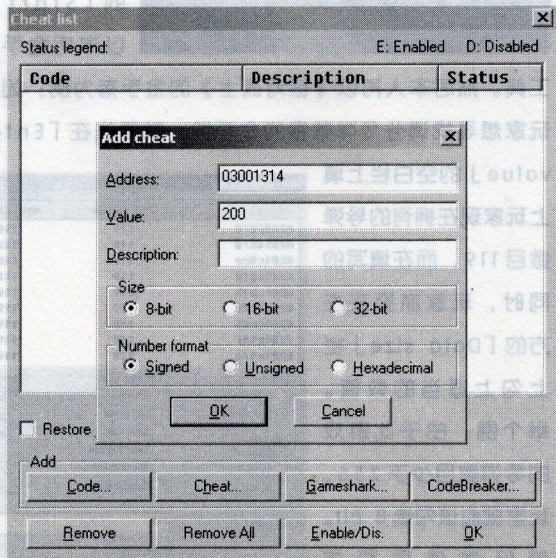 Cheat list
Status legend: E: Enabled D: Disabled
Code Description Status
Add cheat
Address: 03001314
Value: 200
Description:
Size
8-bit 16-bit 32-bit
Number format
Signed Unsigned Hexadecimal
OK Cancel
Restore
Add
Code... Cheat... Gameshark... CodeBreaker...
Remove Remove All Enable/Dis. OK